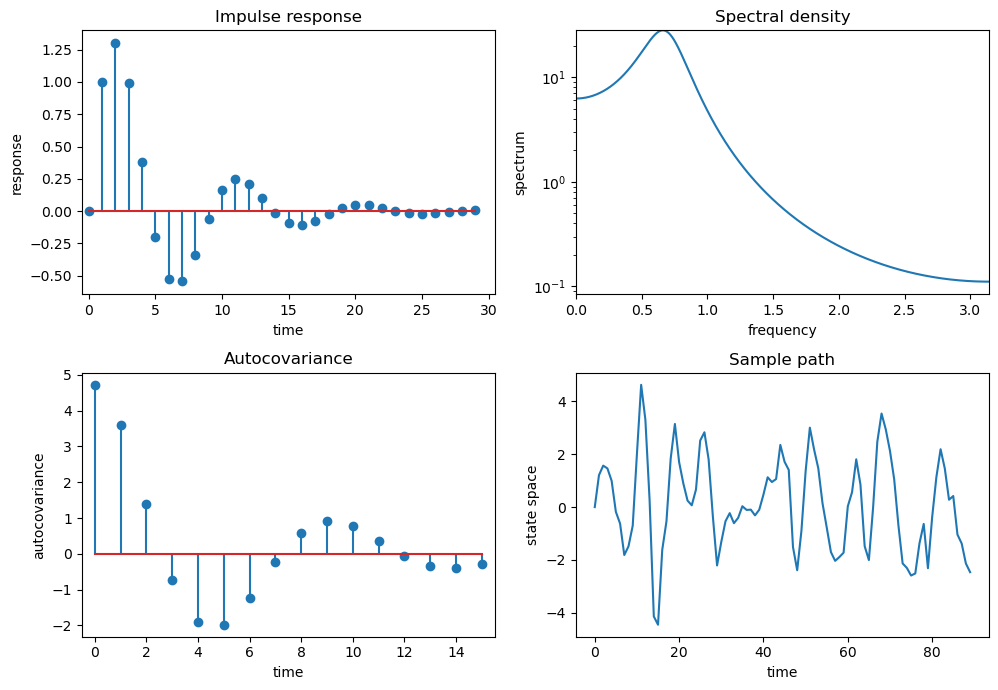 Impulse response
response
1.25
1.00
0.75
0.50
0.25
0.00
−0.25
−0.50
0 5 10 15 20 25 30
time
Spectral density
spectrum
10^1
10^0
10^−1
0.0 0.5 1.0 1.5 2.0 2.5 3.0
frequency
Autocovariance
autocovariance
5
4
3
2
1
0
−1
−2
0 2 4 6 8 10 12 14
time
Sample path
state space
4
2
0
−2
−4
0 20 40 60 80
time